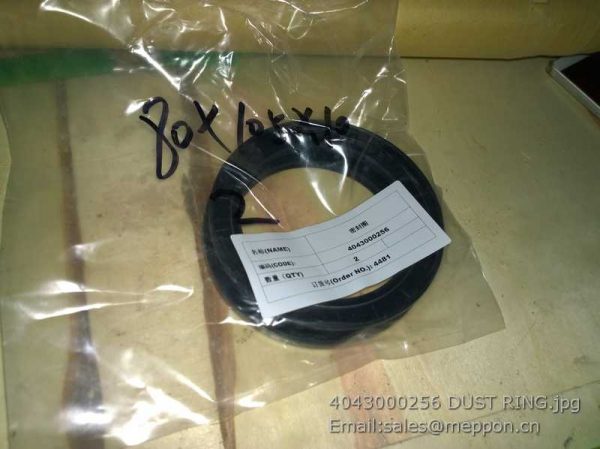 80X105X10
名称(NAME) 密封圈
编码(CODE): 4043000256
数量 (QTY) 2
订货号(Order NO.): 4481
4043000256 DUST RING.jpg
Email:sales@meppon.cn